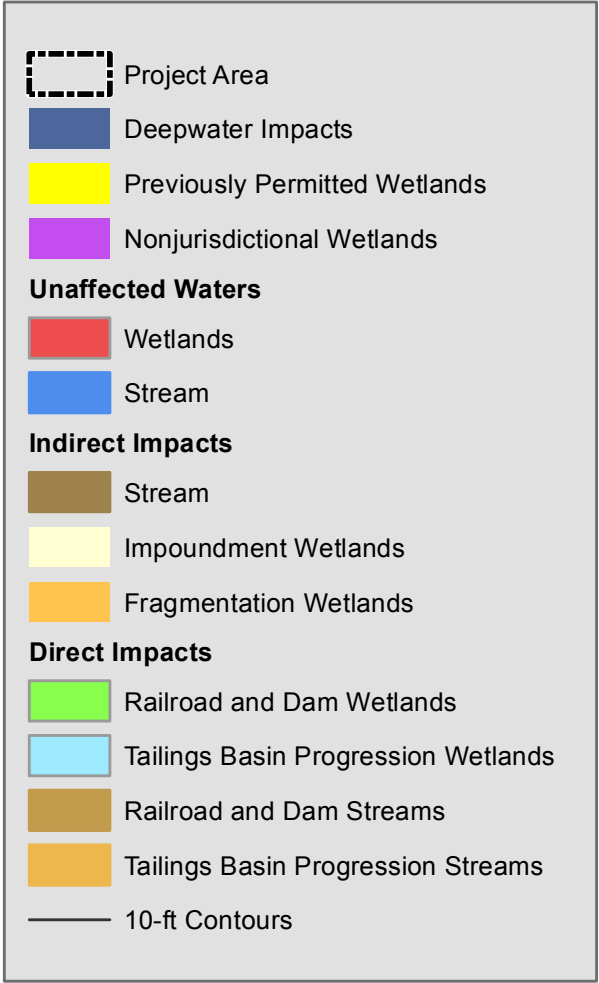 Project Area
Deepwater Impacts
Previously Permitted Wetlands
Nonjurisdictional Wetlands
Unaffected Waters
Wetlands
Stream
Indirect Impacts
Stream
Impoundment Wetlands
Fragmentation Wetlands
Direct Impacts
Railroad and Dam Wetlands
Tailings Basin Progression Wetlands
Railroad and Dam Streams
Tailings Basin Progression Streams
10-ft Contours